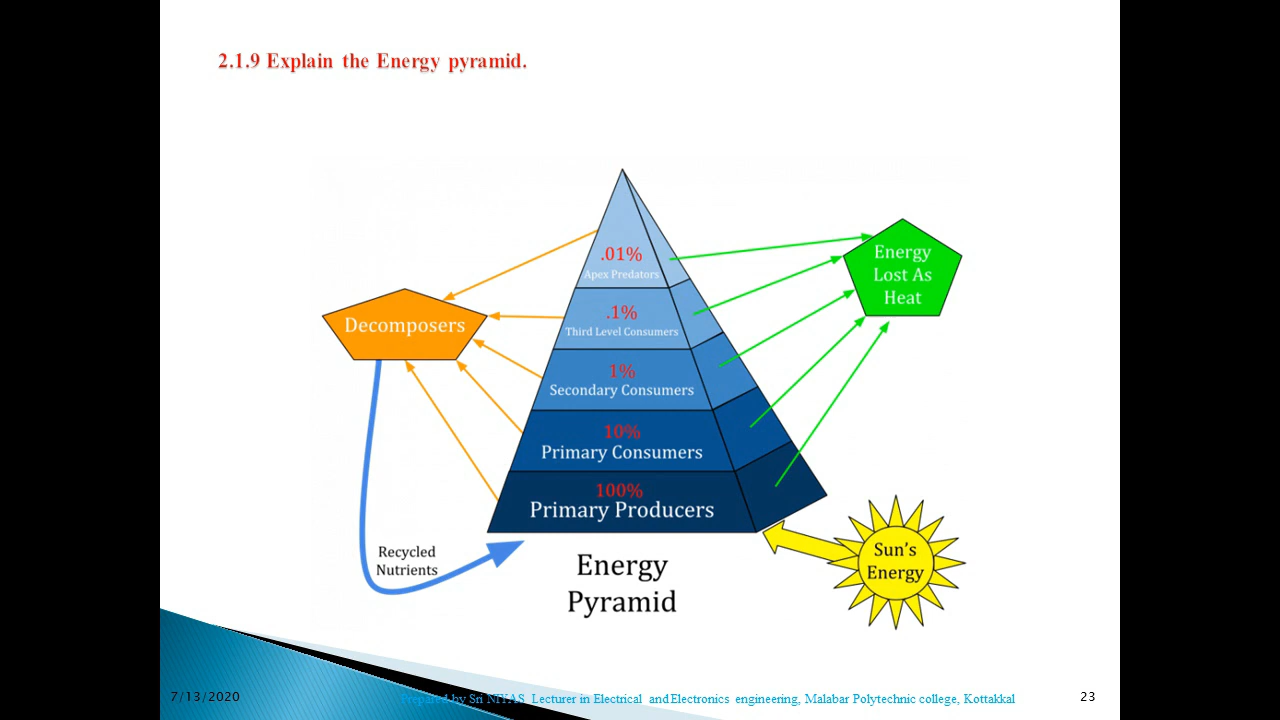 2.1.9 Explain the Energy pyramid.
.01%
Apex Predators
.1%
Third Level Consumers
1%
Secondary Consumers
10%
Primary Consumers
100%
Primary Producers
Decomposers
Energy
Lost As
Heat
Recycled
Nutrients
Energy
Pyramid
Sun's
Energy
7/13/2020
Prepared by Sri NIYAS Lecturer in Electrical and Electronics engineering, Malabar Polytechnic college, Kottakkal
23